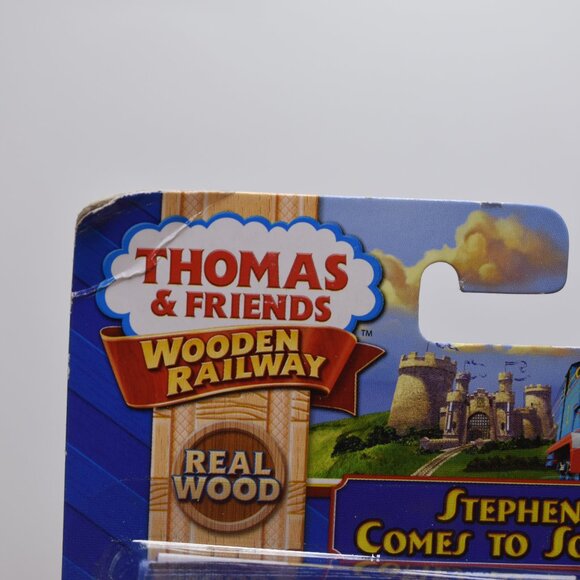 THOMAS
& FRIENDS
™
WOODEN
RAILWAY
REAL
WOOD
STEPHEN
COMES TO